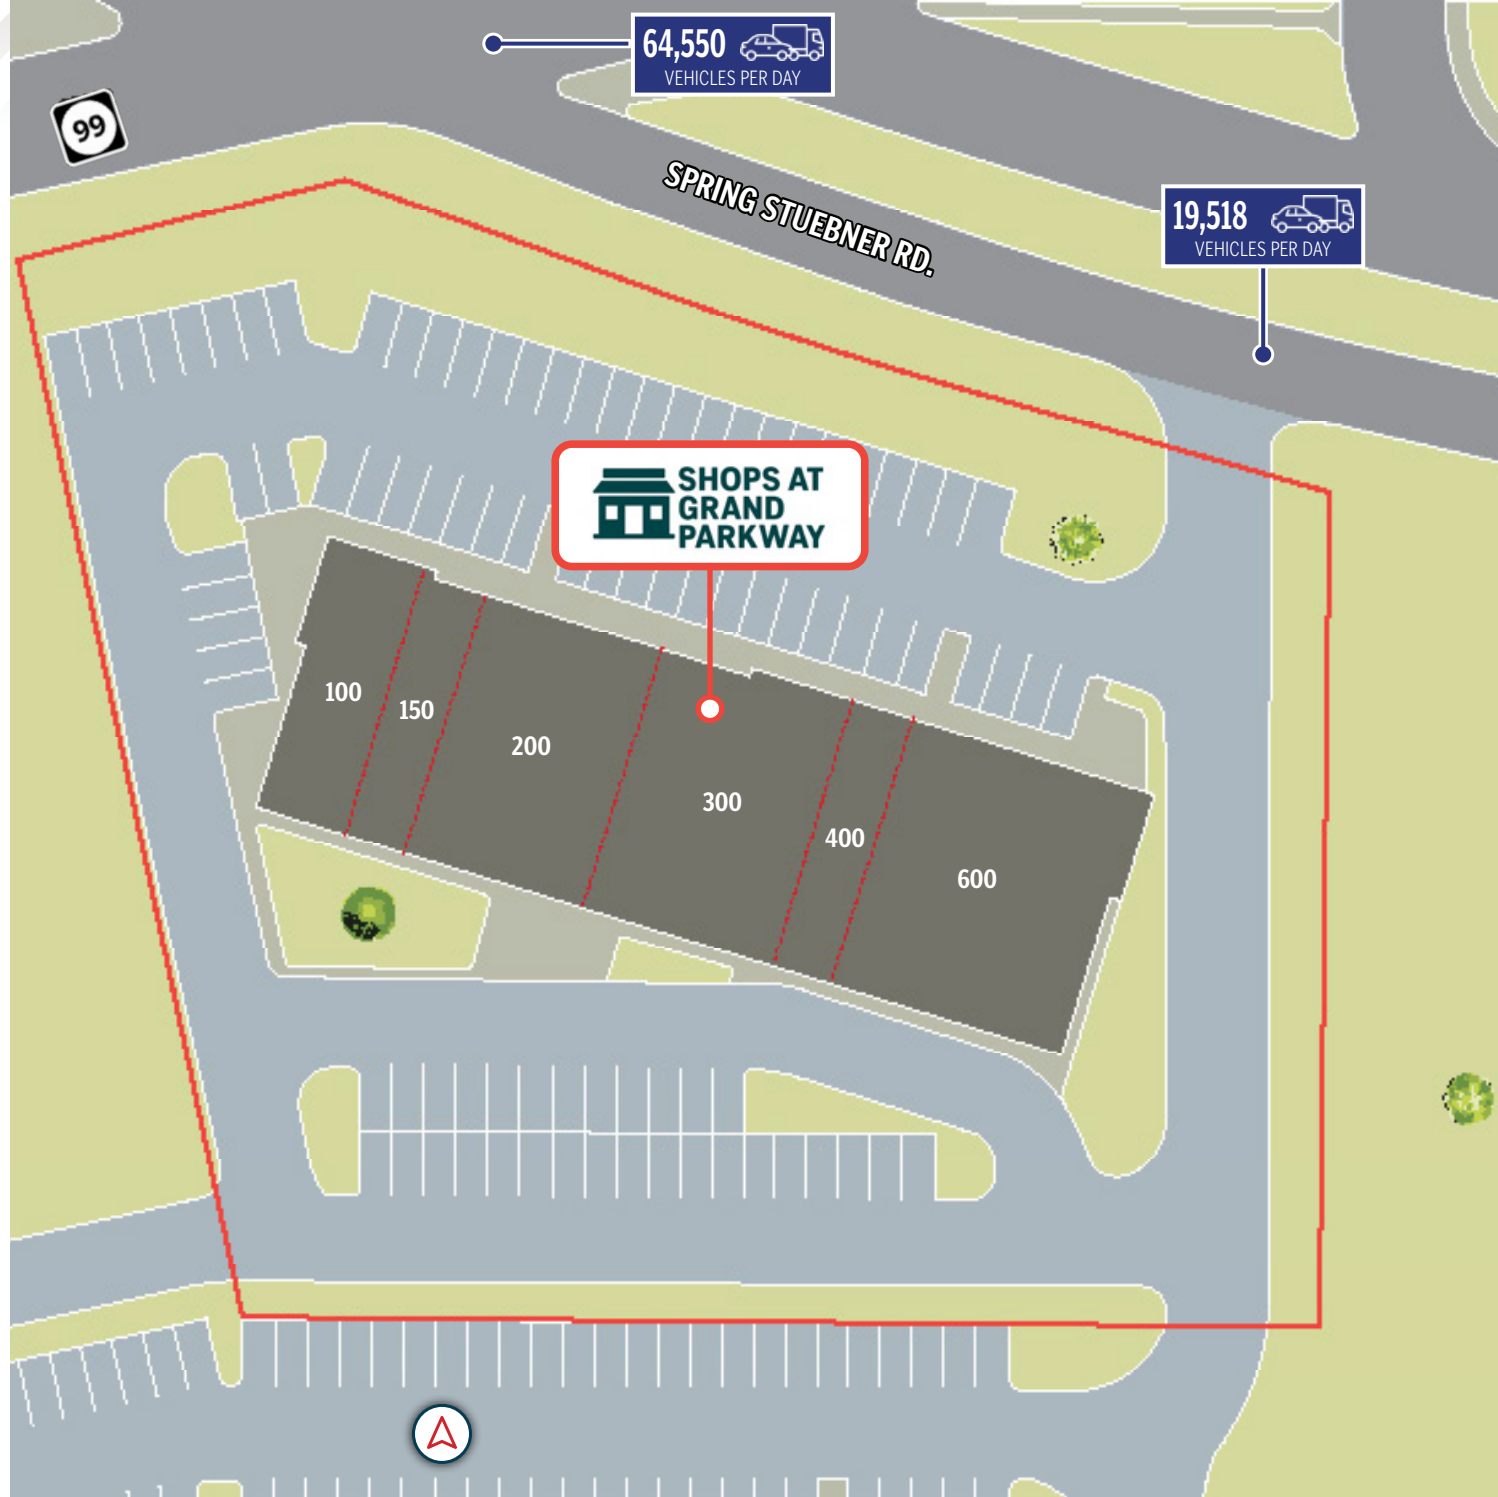 64,550
VEHICLES PER DAY
99
SPRING STUEBNER RD.
19,518
VEHICLES PER DAY
SHOPS AT
GRAND
PARKWAY
100
150
200
300
400
600